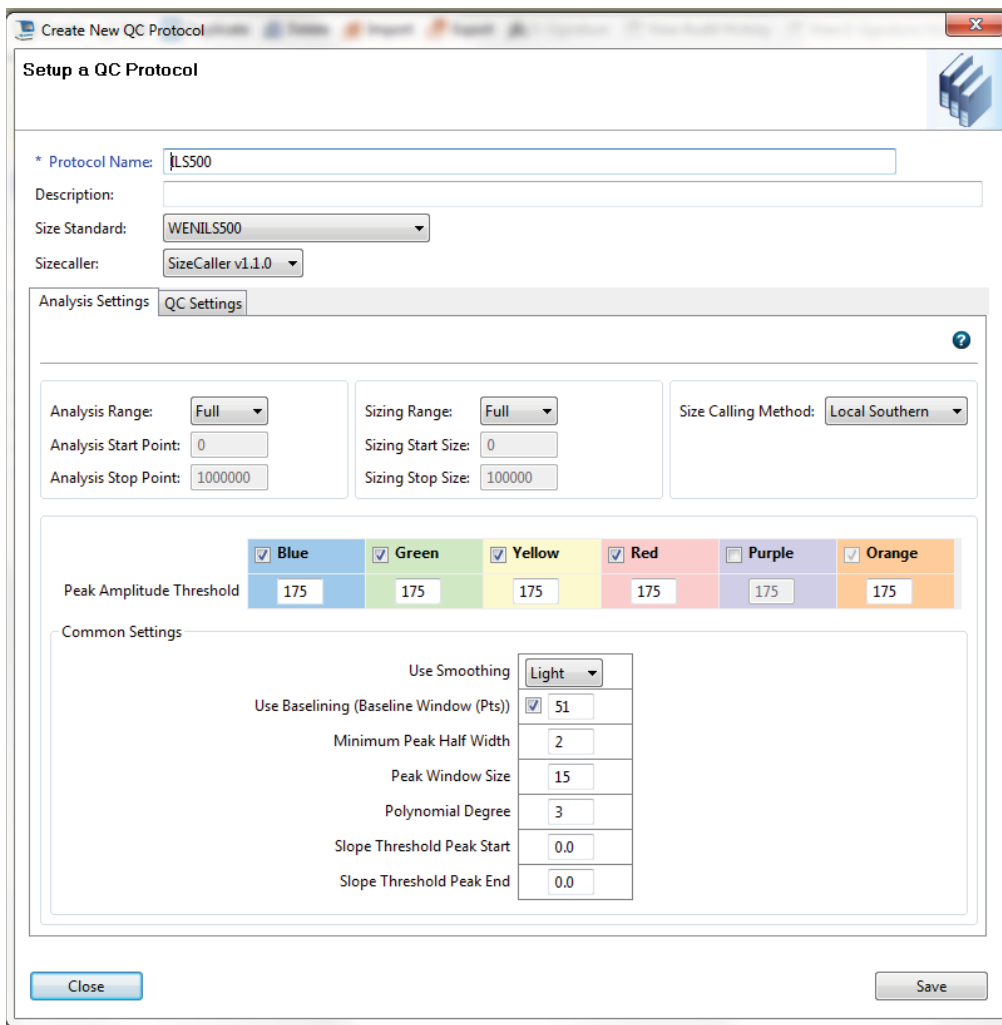 Create New QC Protocol
Setup a QC Protocol
* Protocol Name: ILS500
Description:
Size Standard: WENILS500
Sizecaller: SizeCaller v1.1.0
Analysis Settings QC Settings
?
Analysis Range: Full Sizing Range: Full Size Calling Method: Local Southern
Analysis Start Point: 0 Sizing Start Size: 0
Analysis Stop Point: 1000000 Sizing Stop Size: 100000
Blue Green Yellow Red Purple Orange
Peak Amplitude Threshold 175 175 175 175 175 175
Common Settings
Use Smoothing Light
Use Baselining (Baseline Window (Pts)) 51
Minimum Peak Half Width 2
Peak Window Size 15
Polynomial Degree 3
Slope Threshold Peak Start 0.0
Slope Threshold Peak End 0.0
Close Save